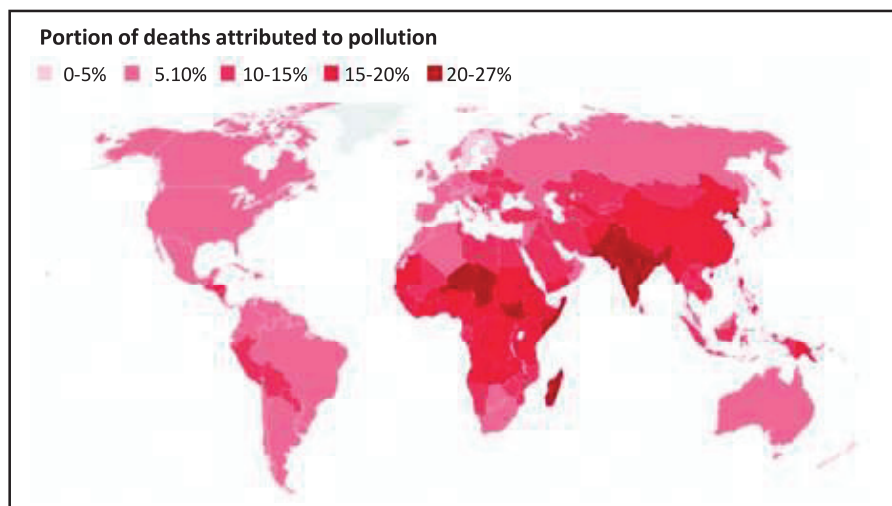 Portion of deaths attributed to pollution
0-5% 5.10% 10-15% 15-20% 20-27%